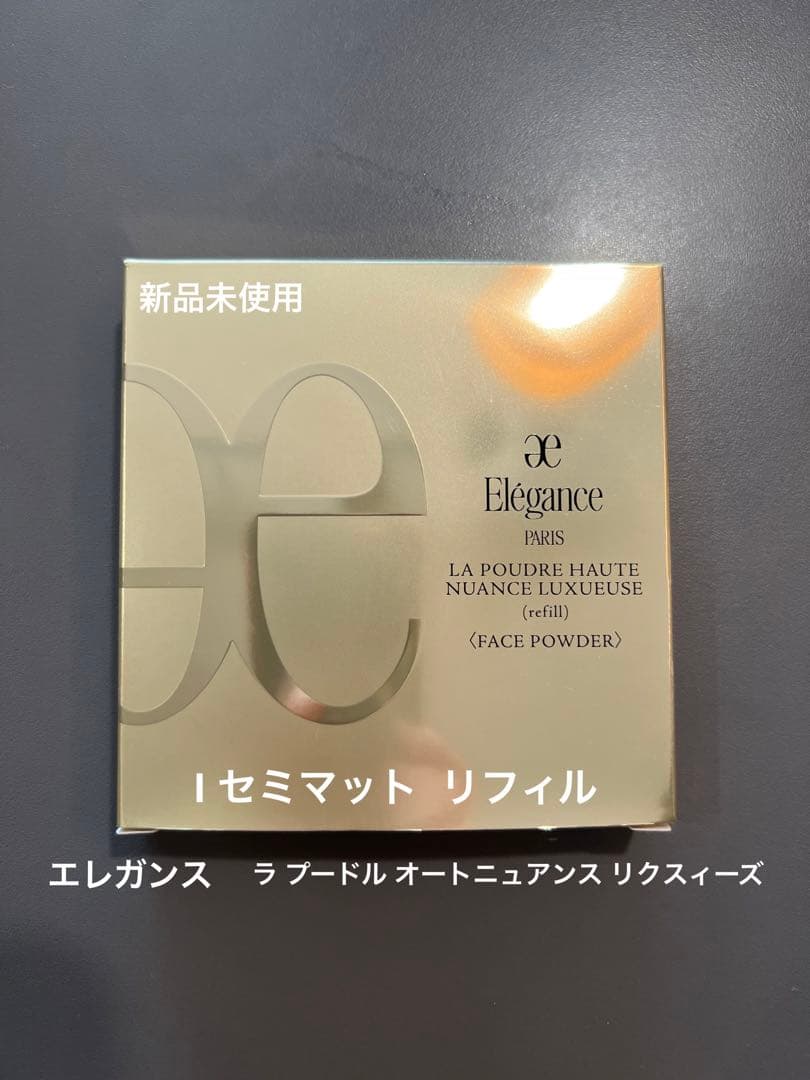 新品未使用
æ
Elégance
PARIS
LA POUDRE HAUTE
NUANCE LUXUEUSE
(refill)
〈FACE POWDER〉
I セミマット リフィル
エレガンス ラ プードル オートニュアンス リクスィーズ